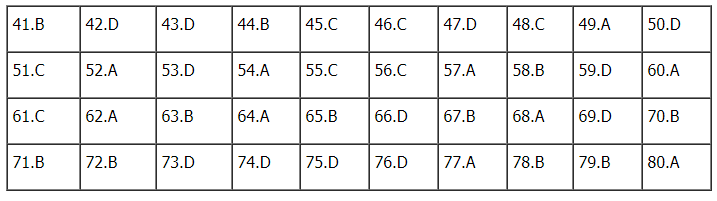 41.B 42.D 43.D 44.B 45.C 46.C 47.D 48.C 49.A 50.D
51.C 52.A 53.D 54.A 55.C 56.C 57.A 58.B 59.D 60.A
61.C 62.A 63.B 64.A 65.B 66.D 67.B 68.A 69.D 70.B
71.B 72.B 73.D 74.D 75.D 76.D 77.A 78.B 79.B 80.A